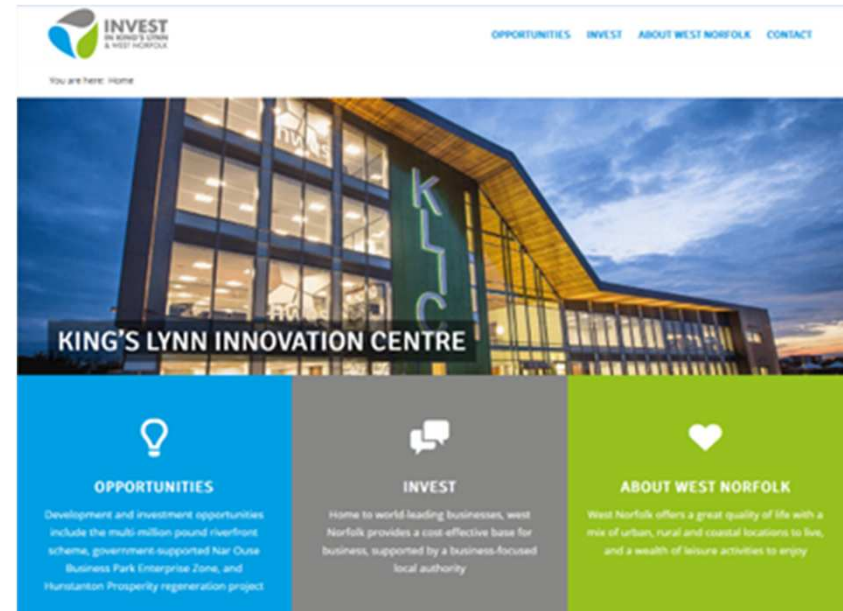 INVEST
IN KING'S LYNN
& WEST NORFOLK
OPPORTUNITIES INVEST ABOUT WEST NORFOLK CONTACT
You are here: Home
nwes
KLIC
nwes
KING'S LYNN INNOVATION CENTRE
OPPORTUNITIES
Development and investment opportunities
include the multi-million pound riverfront
scheme, government-supported Nar Ouse
Business Park Enterprise Zone, and
Hunstanton Prosperity regeneration project
INVEST
Home to world-leading businesses, west
Norfolk provides a cost-effective base for
business, supported by a business-focused
local authority
ABOUT WEST NORFOLK
West Norfolk offers a great quality of life with a
mix of urban, rural and coastal locations to live,
and a wealth of leisure activities to enjoy